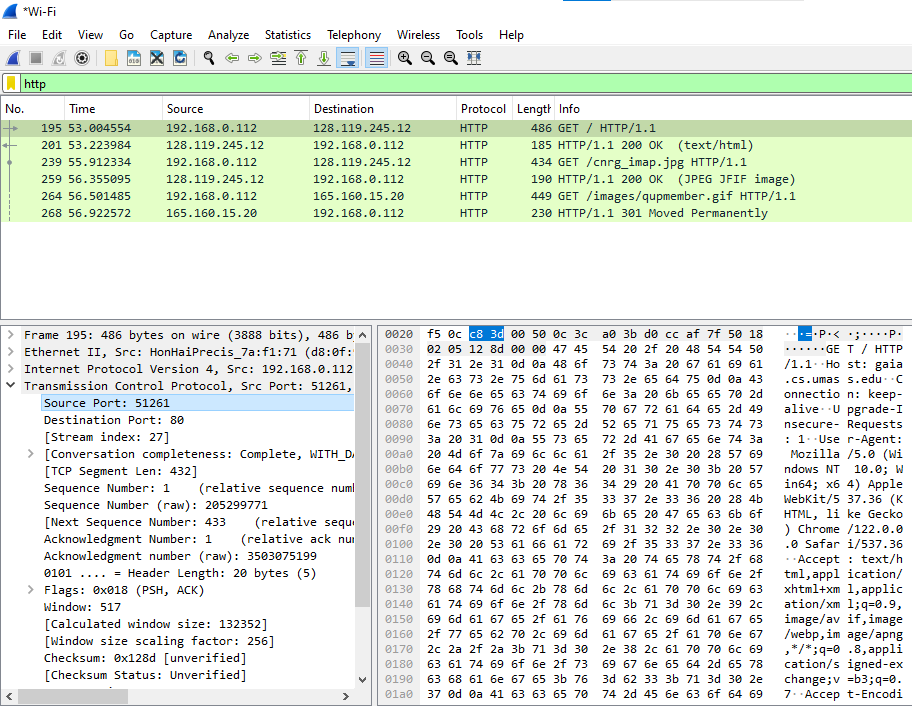 *Wi-Fi
File Edit View Go Capture Analyze Statistics Telephony Wireless Tools Help
http
No. Time Source Destination Protocol Length Info
195 53.004554 192.168.0.112 128.119.245.12 HTTP 486 GET / HTTP/1.1
201 53.223984 128.119.245.12 192.168.0.112 HTTP 185 HTTP/1.1 200 OK (text/html)
239 55.912334 192.168.0.112 128.119.245.12 HTTP 434 GET /cnrg_imap.jpg HTTP/1.1
259 56.355095 128.119.245.12 192.168.0.112 HTTP 190 HTTP/1.1 200 OK (JPEG JFIF image)
264 56.501485 192.168.0.112 165.160.15.20 HTTP 449 GET /images/qupmember.gif HTTP/1.1
268 56.922572 165.160.15.20 192.168.0.112 HTTP 230 HTTP/1.1 301 Moved Permanently
Frame 195: 486 bytes on wire (3888 bits), 486 by
Ethernet II, Src: HonHaiPrecis_7a:f1:71 (d8:0f:
Internet Protocol Version 4, Src: 192.168.0.112
Transmission Control Protocol, Src Port: 51261,
Source Port: 51261
Destination Port: 80
[Stream index: 27]
[Conversation completeness: Complete, WITH_DA
[TCP Segment Len: 432]
Sequence Number: 1 (relative sequence num
Sequence Number (raw): 205299771
[Next Sequence Number: 433 (relative sequ
Acknowledgment Number: 1 (relative ack num
Acknowledgment number (raw): 3503075199
0101 .... = Header Length: 20 bytes (5)
Flags: 0x018 (PSH, ACK)
Window: 517
[Calculated window size: 132352]
[Window size scaling factor: 256]
Checksum: 0x128d [unverified]
[Checksum Status: Unverified]
0020 f5 0c c8 3d 00 50 0c 3c a0 3b d0 cc af 7f 50 18 ···=·P·< ·;····P·
0030 02 05 12 8d 00 00 47 45 54 20 2f 20 48 54 54 50 ······GE T / HTTP
0040 2f 31 2e 31 0d 0a 48 6f 73 74 3a 20 67 61 69 61 /1.1··Ho st: gaia
0050 2e 63 73 2e 75 6d 61 73 73 2e 65 64 75 0d 0a 43 .cs.umas s.edu··C
0060 6f 6e 6e 65 63 74 69 6f 6e 3a 20 6b 65 65 70 2d onnectio n: keep-
0070 61 6c 69 76 65 0d 0a 55 70 67 72 61 64 65 2d 49 alive··U pgrade-I
0080 6e 73 65 63 75 72 65 2d 52 65 71 75 65 73 74 73 nsecure- Requests
0090 3a 20 31 0d 0a 55 73 65 72 2d 41 67 65 6e 74 3a : 1··Use r-Agent:
00a0 20 4d 6f 7a 69 6c 6c 61 2f 35 2e 30 20 28 57 69 Mozilla /5.0 (Wi
00b0 6e 64 6f 77 73 20 4e 54 20 31 30 2e 30 3b 20 57 ndows NT 10.0; W
00c0 69 6e 36 34 3b 20 78 36 34 29 20 41 70 70 6c 65 in64; x6 4) Apple
00d0 57 65 62 4b 69 74 2f 35 33 37 2e 33 36 20 28 4b WebKit/5 37.36 (K
00e0 48 54 4d 4c 2c 20 6c 69 6b 65 20 47 65 63 6b 6f HTML, li ke Gecko
00f0 29 20 43 68 72 6f 6d 65 2f 31 32 32 2e 30 2e 30 ) Chrome /122.0.0
0100 2e 30 20 53 61 66 61 72 69 2f 35 33 37 2e 33 36 .0 Safar i/537.36
0110 0d 0a 41 63 63 65 70 74 3a 20 74 65 78 74 2f 68 ··Accept : text/h
0120 74 6d 6c 2c 61 70 70 6c 69 63 61 74 69 6f 6e 2f tml,appl ication/
0130 78 68 74 6d 6c 2b 78 6d 6c 2c 61 70 70 6c 69 63 xhtml+xm l,applic
0140 61 74 69 6f 6e 2f 78 6d 6c 3b 71 3d 30 2e 39 2c ation/xm l;q=0.9,
0150 69 6d 61 67 65 2f 61 76 69 66 2c 69 6d 61 67 65 image/av if,image
0160 2f 77 65 62 70 2c 69 6d 61 67 65 2f 61 70 6e 67 /webp,im age/apng
0170 2c 2a 2f 2a 3b 71 3d 30 2e 38 2c 61 70 70 6c 69 ,*/*;q=0 .8,appli
0180 63 61 74 69 6f 6e 2f 73 69 67 6e 65 64 2d 65 78 cation/s igned-ex
0190 63 68 61 6e 67 65 3b 76 3d 62 33 3b 71 3d 30 2e change;v =b3;q=0.
01a0 37 0d 0a 41 63 63 65 70 74 2d 45 6e 63 6f 64 69 7··Accep t-Encodi